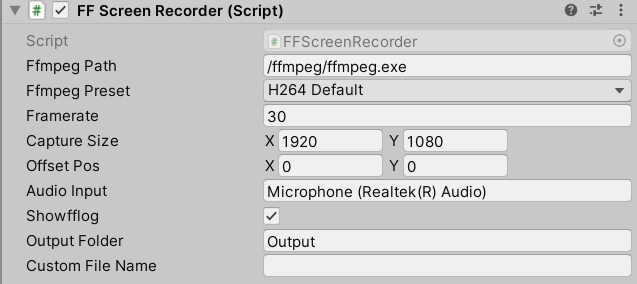 # FF Screen Recorder (Script)
Script # FFScreenRecorder
Ffmpeg Path /ffmpeg/ffmpeg.exe
Ffmpeg Preset H264 Default
Framerate 30
Capture Size X 1920 Y 1080
Offset Pos X 0 Y 0
Audio Input Microphone (Realtek(R) Audio)
Showfflog
Output Folder Output
Custom File Name